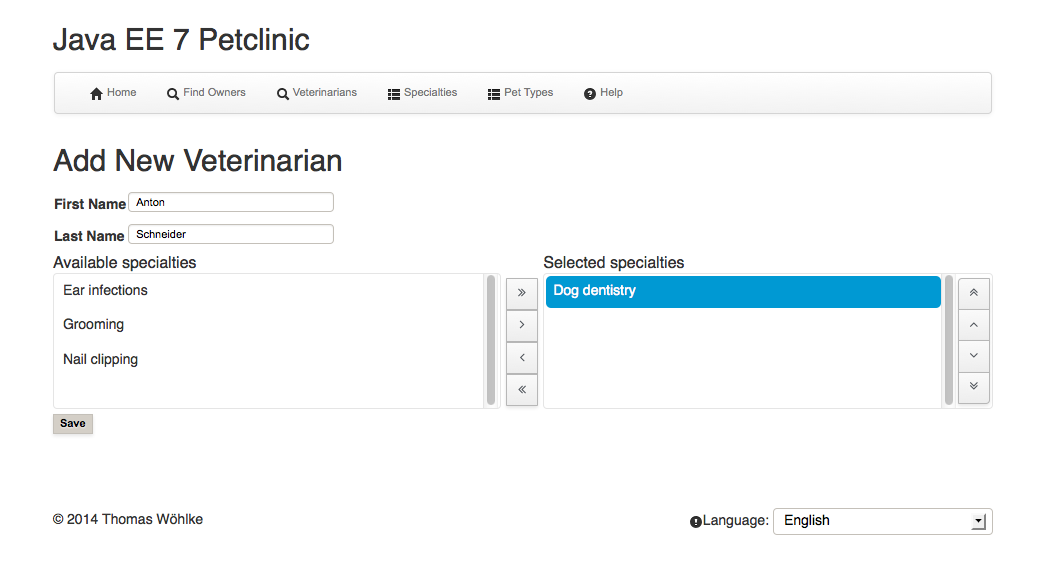 Java EE 7 Petclinic
Home Find Owners Veterinarians Specialties Pet Types Help
Add New Veterinarian
First Name Anton
Last Name Schneider
Available specialties Selected specialties
Ear infections Dog dentistry
Grooming
Nail clipping
Save
© 2014 Thomas Wöhlke Language: English